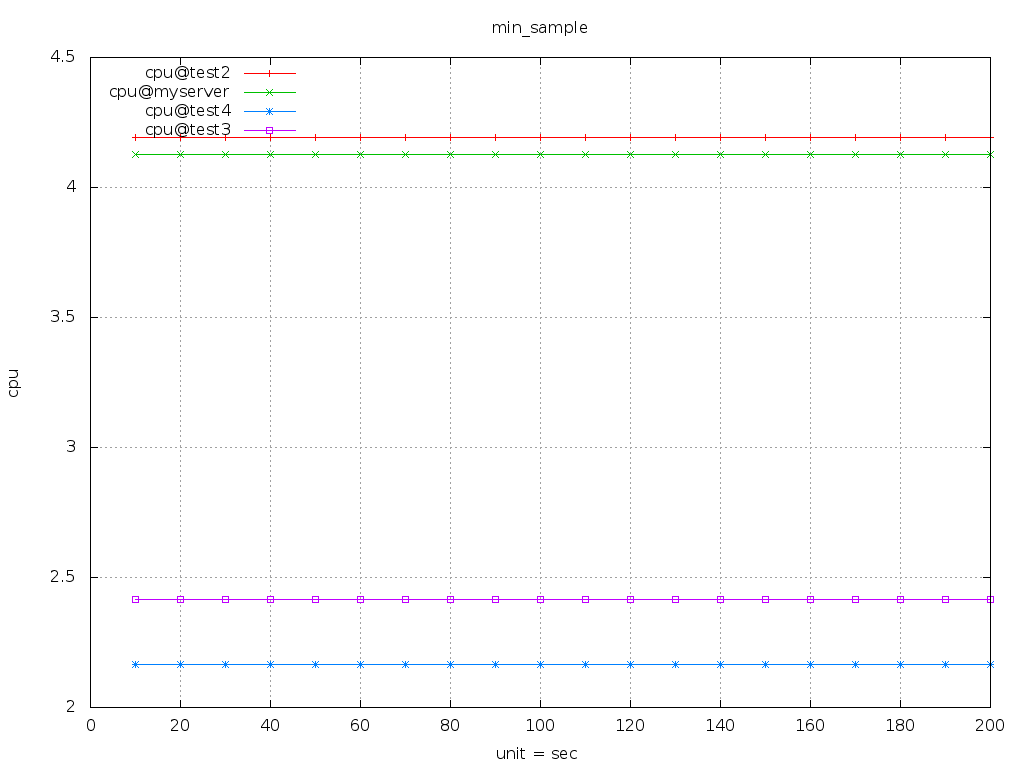 min_sample
4.5
cpu@test2
cpu@myserver
cpu@test4
cpu@test3
4
3.5
cpu
3
2.5
2
0 20 40 60 80 100 120 140 160 180 200
unit = sec